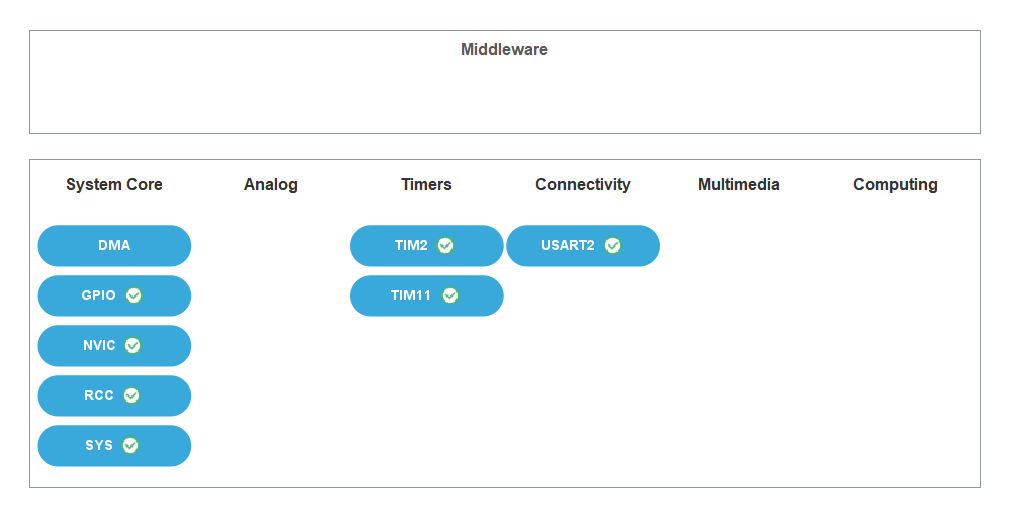 Middleware
System Core Analog Timers Connectivity Multimedia Computing
DMA TIM2 USART2
GPIO TIM11
NVIC
RCC
SYS